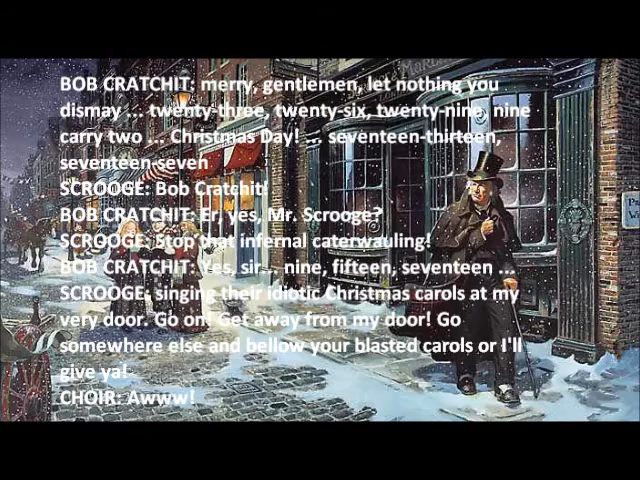 MARLEY
BOB CRATCHIT: merry, gentlemen, let nothing you
dismay ... twenty-three, twenty-six, twenty-nine, nine
carry two ... Christmas Day! ... seventeen-thirteen,
seventeen-seven
SCROOGE: Bob Cratchit!
BOB CRATCHIT: Er, yes, Mr. Scrooge?
SCROOGE: Stop that infernal caterwauling!
BOB CRATCHIT: Yes, sir... nine, fifteen, seventeen ...
SCROOGE: singing their idiotic Christmas carols at my
very door. Go on! Get away from my door! Go
somewhere else and bellow your blasted carols or I'll
give ya!
CHOIR: Awww!